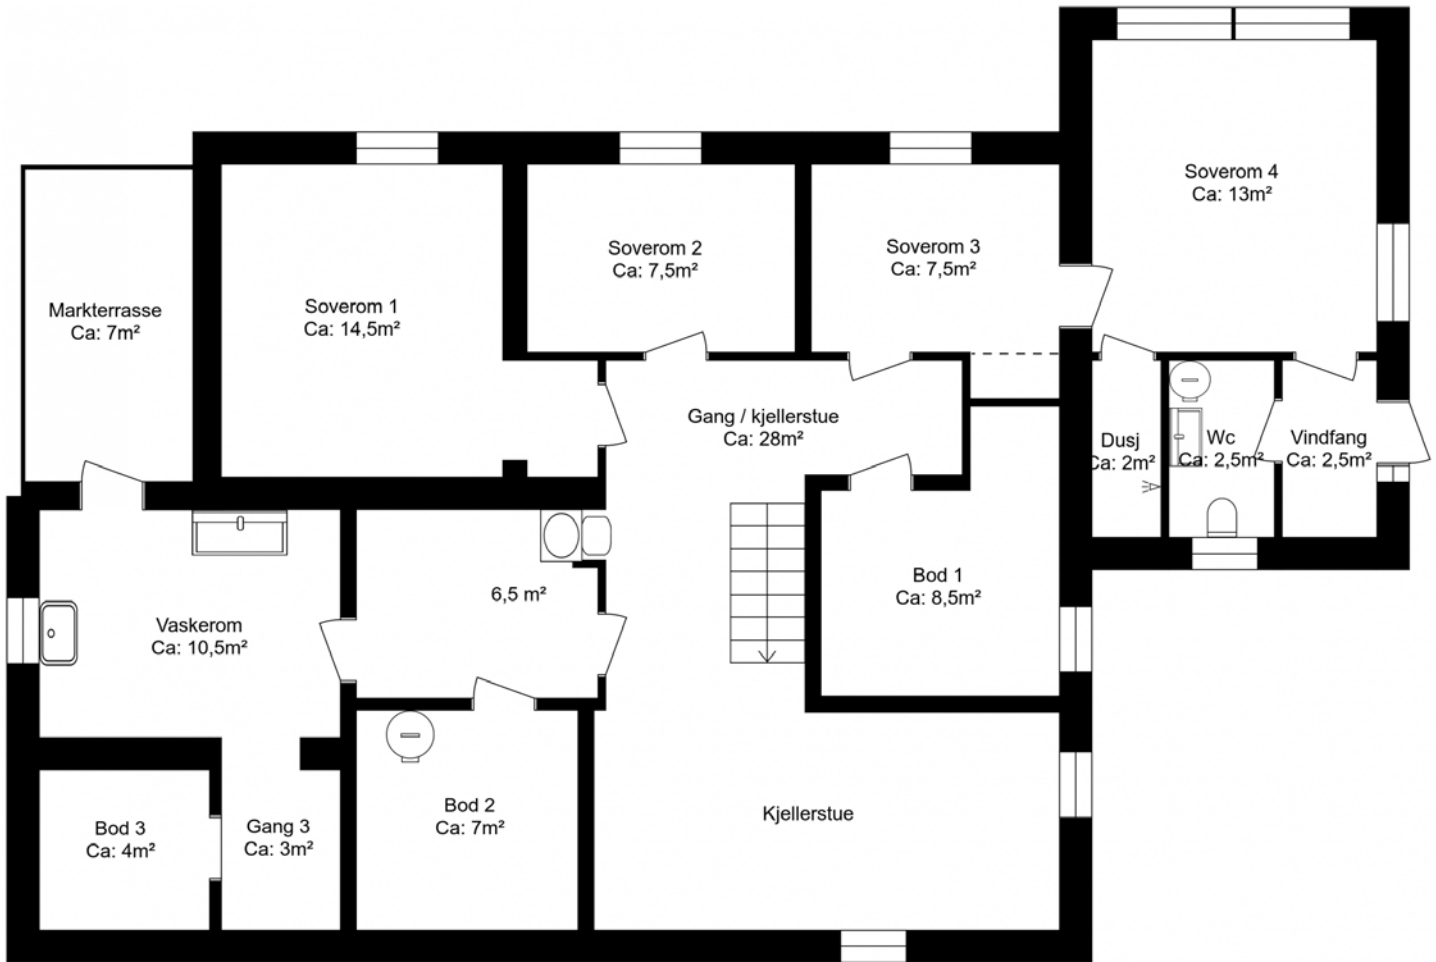 Soverom 4
Ca: 13m²
Soverom 2
Ca: 7,5m²
Soverom 3
Ca: 7,5m²
Markterrasse
Ca: 7m²
Soverom 1
Ca: 14,5m²
Gang / kjellerstue
Ca: 28m²
Dusj
Ca: 2m²
Wc
Ca: 2,5m²
Vindfang
Ca: 2,5m²
Vaskerom
Ca: 10,5m²
6,5 m²
Bod 1
Ca: 8,5m²
Bod 3
Ca: 4m²
Gang 3
Ca: 3m²
Bod 2
Ca: 7m²
Kjellerstue